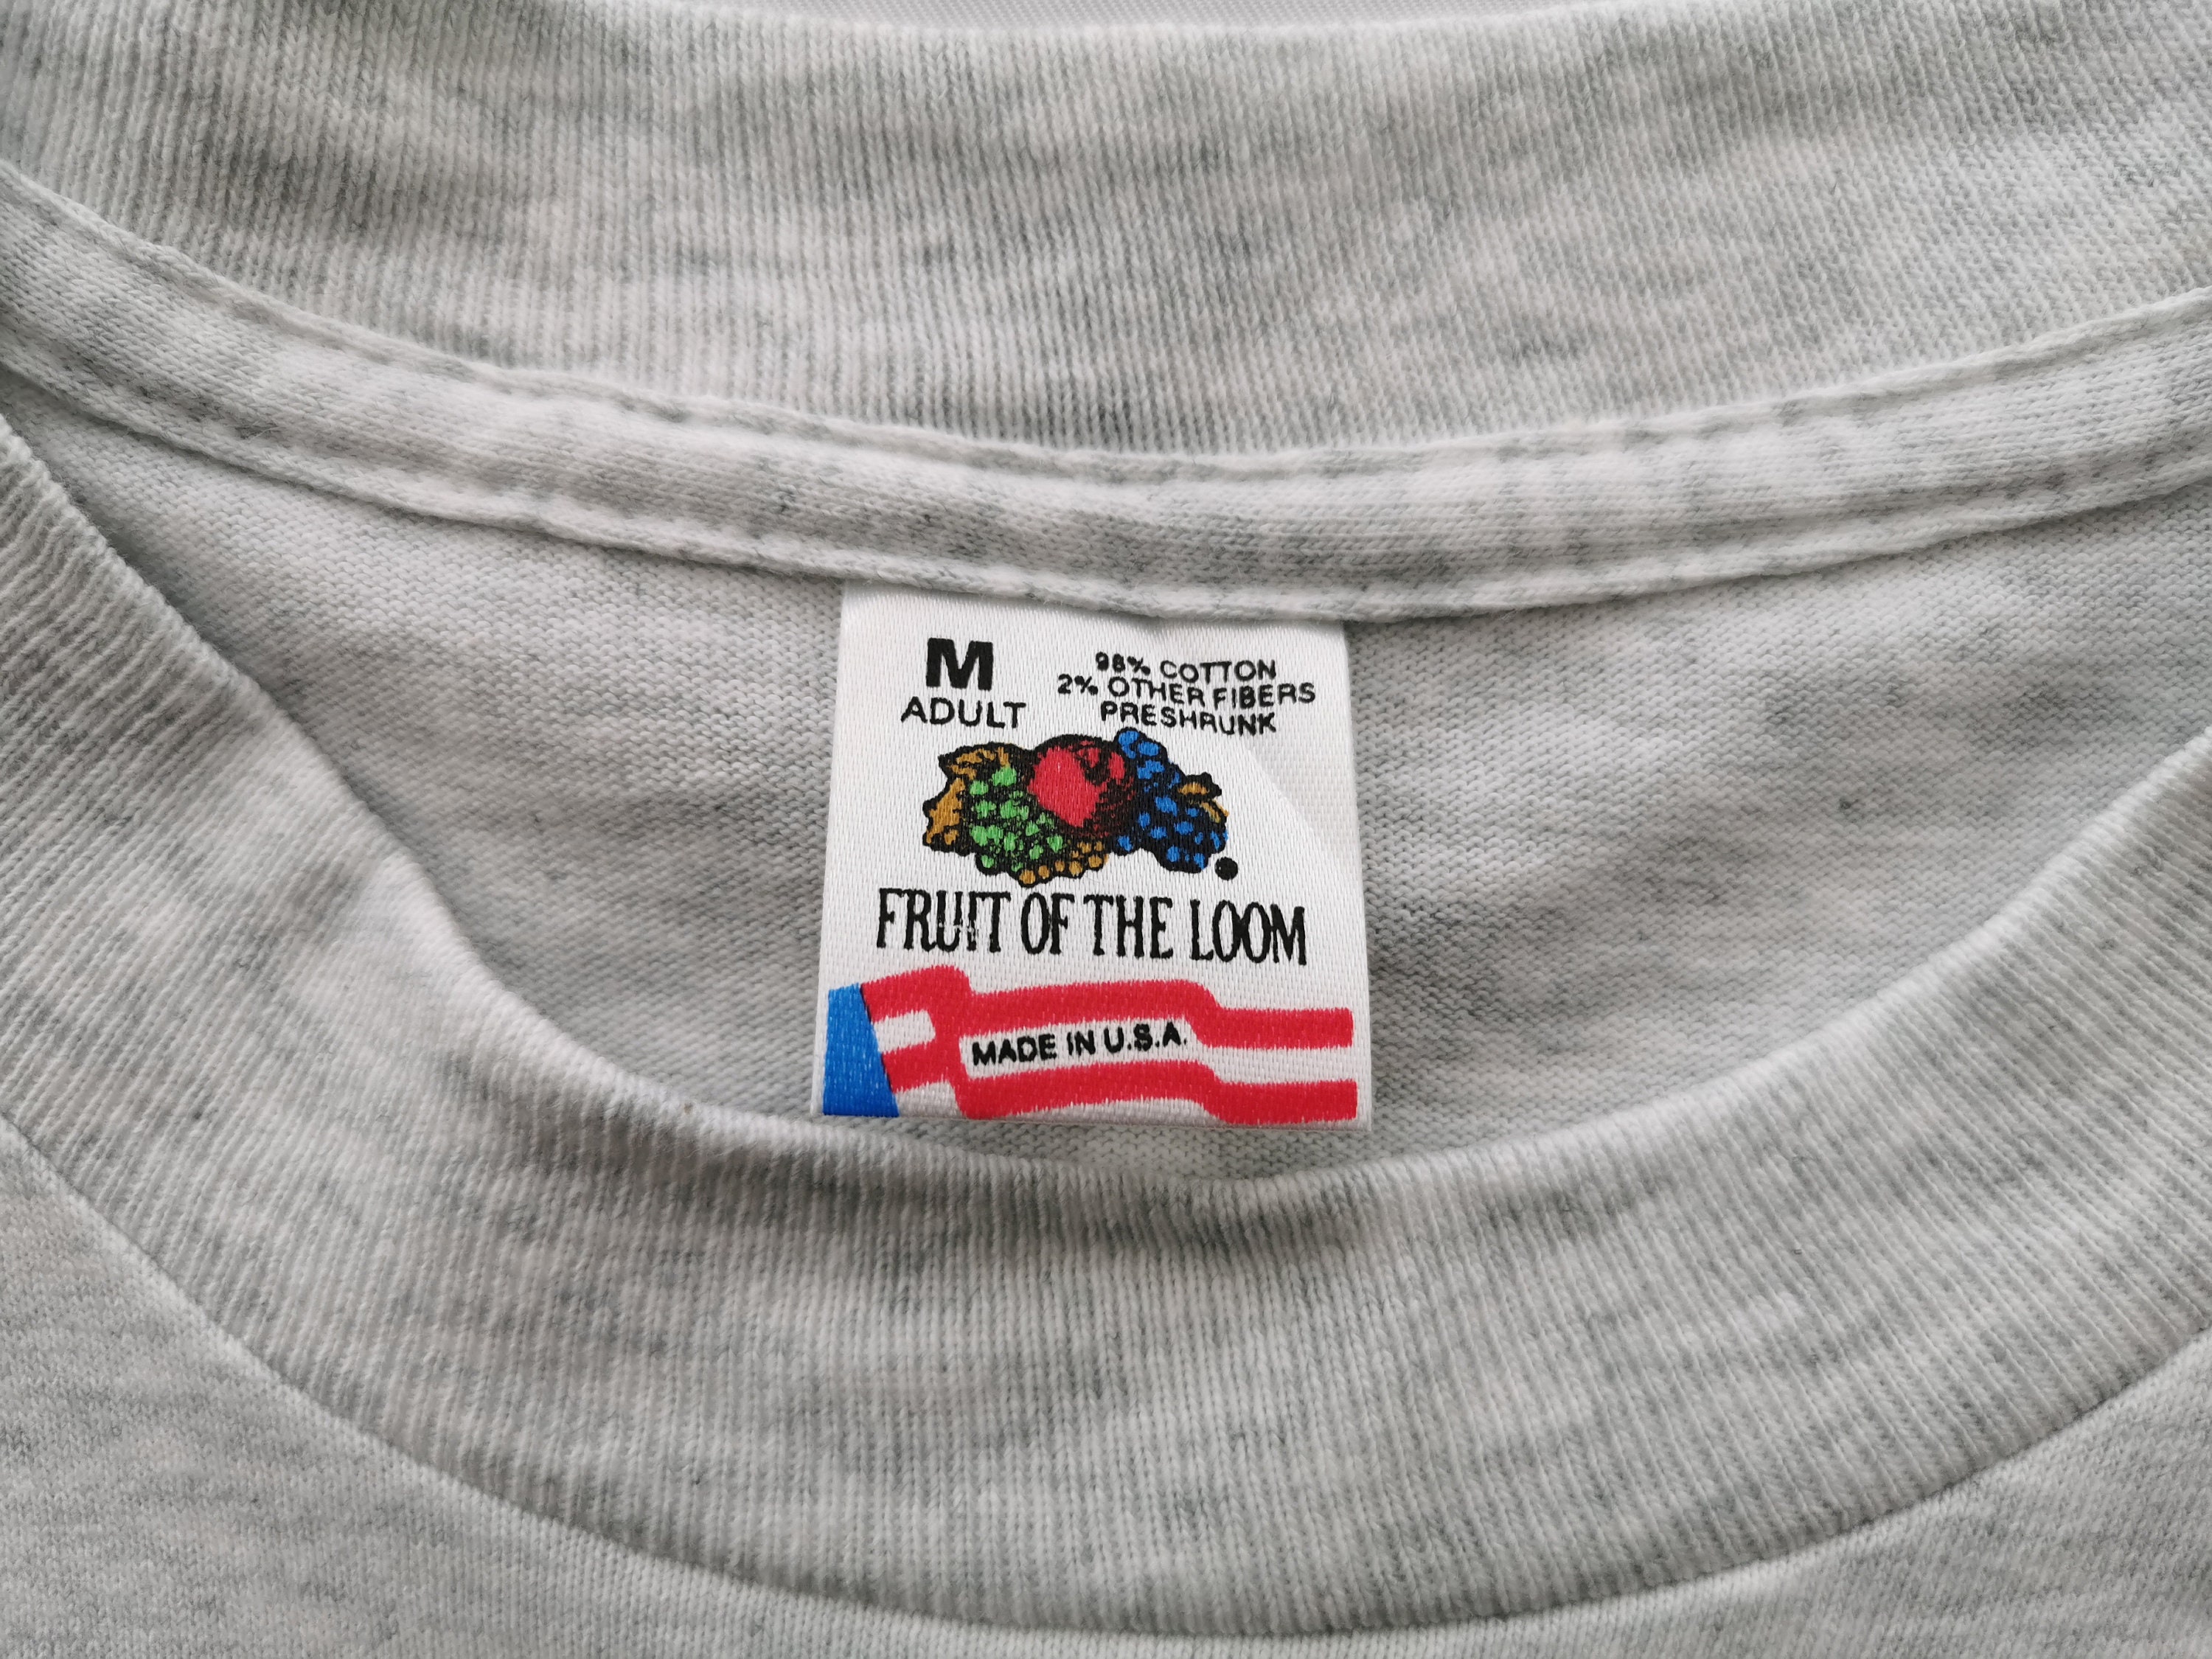 M
ADULT
98% COTTON
2% OTHER FIBERS
PRESHRUNK
FRUIT OF THE LOOM
MADE IN U.S.A.